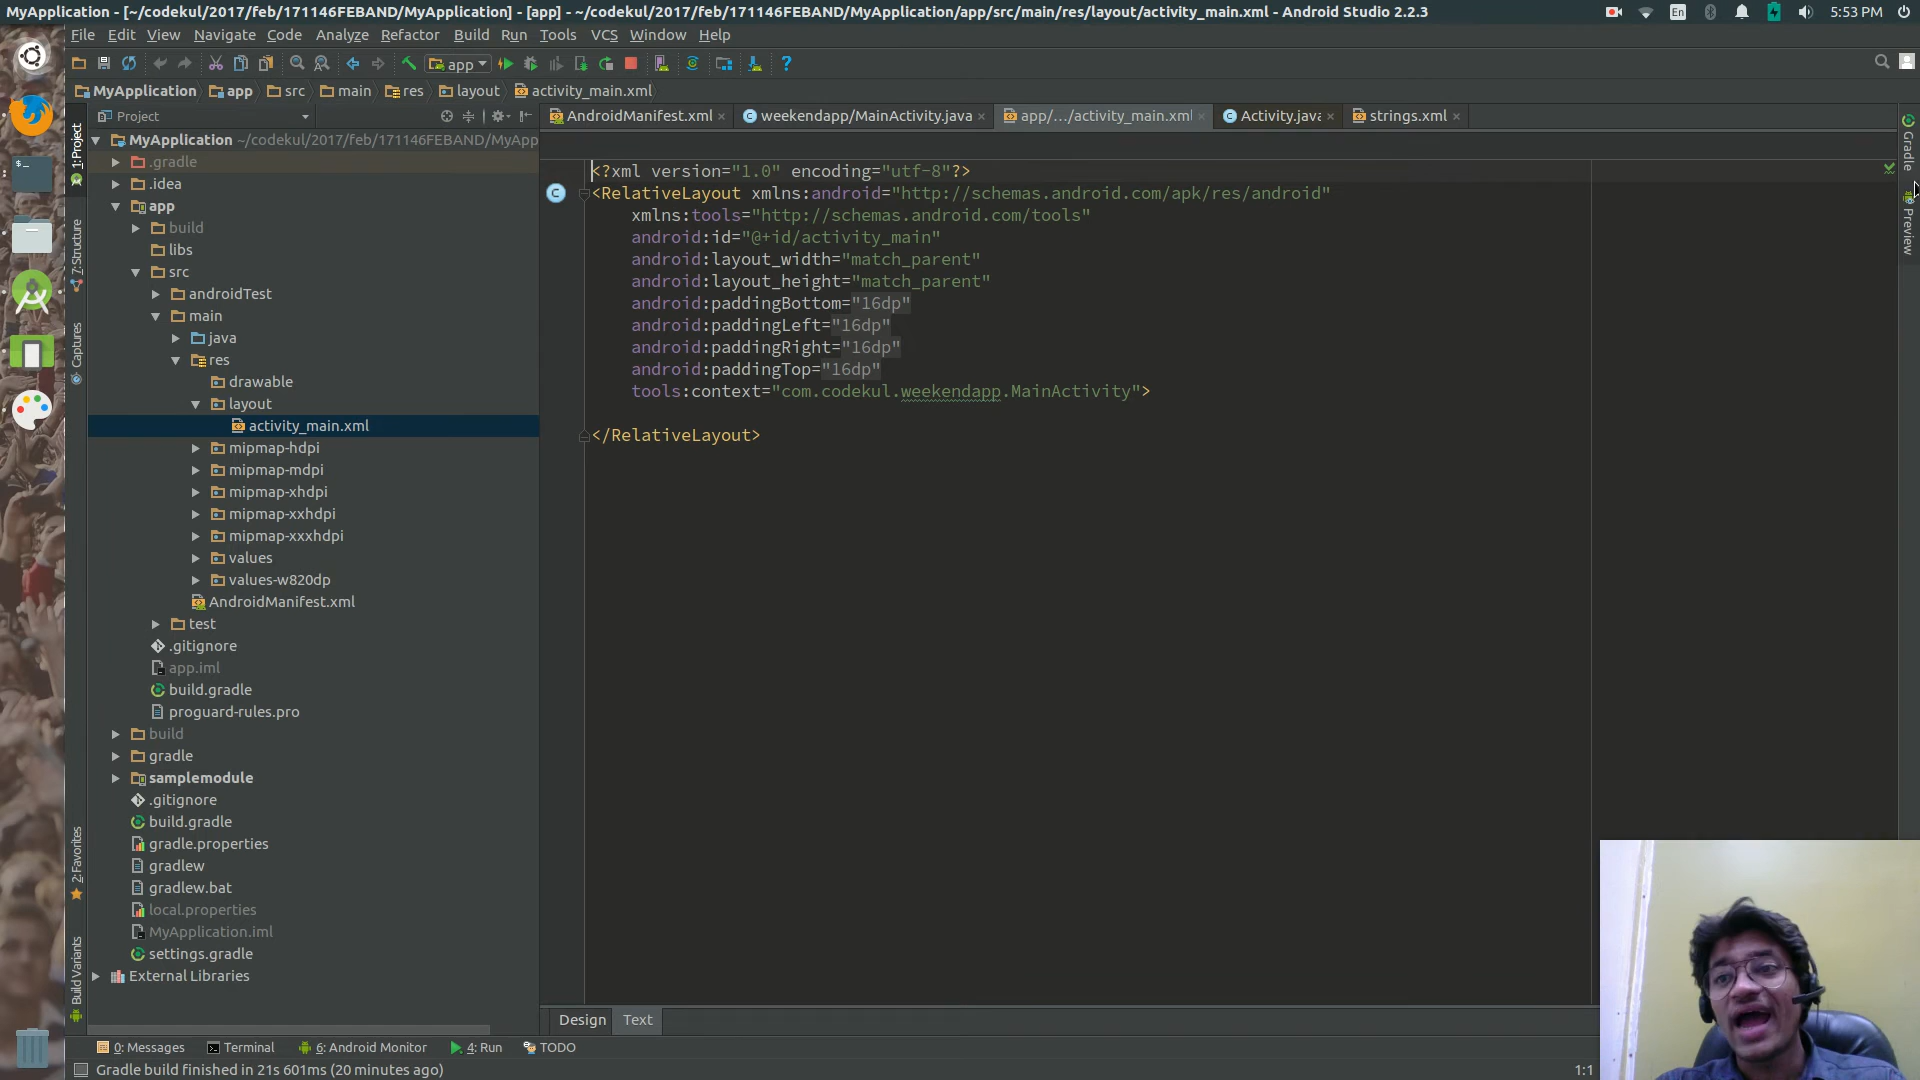 MyApplication - [~/codekul/2017/feb/171146FEBAND/MyApplication] - [app] - ~/codekul/2017/feb/171146FEBAND/MyApplication/app/src/main/res/layout/activity_main.xml - Android Studio 2.2.3
En
5:53 PM
File Edit View Navigate Code Analyze Refactor Build Run Tools VCS Window Help
app
MyApplication app src main res layout activity_main.xml
Project
AndroidManifest.xml weekendapp/MainActivity.java app/.../activity_main.xml Activity.java strings.xml
1: Project
7: Structure
Captures
2: Favorites
Build Variants
MyApplication ~/codekul/2017/feb/171146FEBAND/MyApp
.gradle
.idea
app
build
libs
src
androidTest
main
java
res
drawable
layout
activity_main.xml
mipmap-hdpi
mipmap-mdpi
mipmap-xhdpi
mipmap-xxhdpi
mipmap-xxxhdpi
values
values-w820dp
AndroidManifest.xml
test
.gitignore
app.iml
build.gradle
proguard-rules.pro
build
gradle
samplemodule
.gitignore
build.gradle
gradle.properties
gradlew
gradlew.bat
local.properties
MyApplication.iml
settings.gradle
External Libraries
<?xml version="1.0" encoding="utf-8"?>
<RelativeLayout xmlns:android="http://schemas.android.com/apk/res/android"
xmlns:tools="http://schemas.android.com/tools"
android:id="@+id/activity_main"
android:layout_width="match_parent"
android:layout_height="match_parent"
android:paddingBottom="16dp"
android:paddingLeft="16dp"
android:paddingRight="16dp"
android:paddingTop="16dp"
tools:context="com.codekul.weekendapp.MainActivity">
</RelativeLayout>
Gradle
Preview
Design Text
0: Messages Terminal 6: Android Monitor 4: Run TODO
Gradle build finished in 21s 601ms (20 minutes ago)
1:1